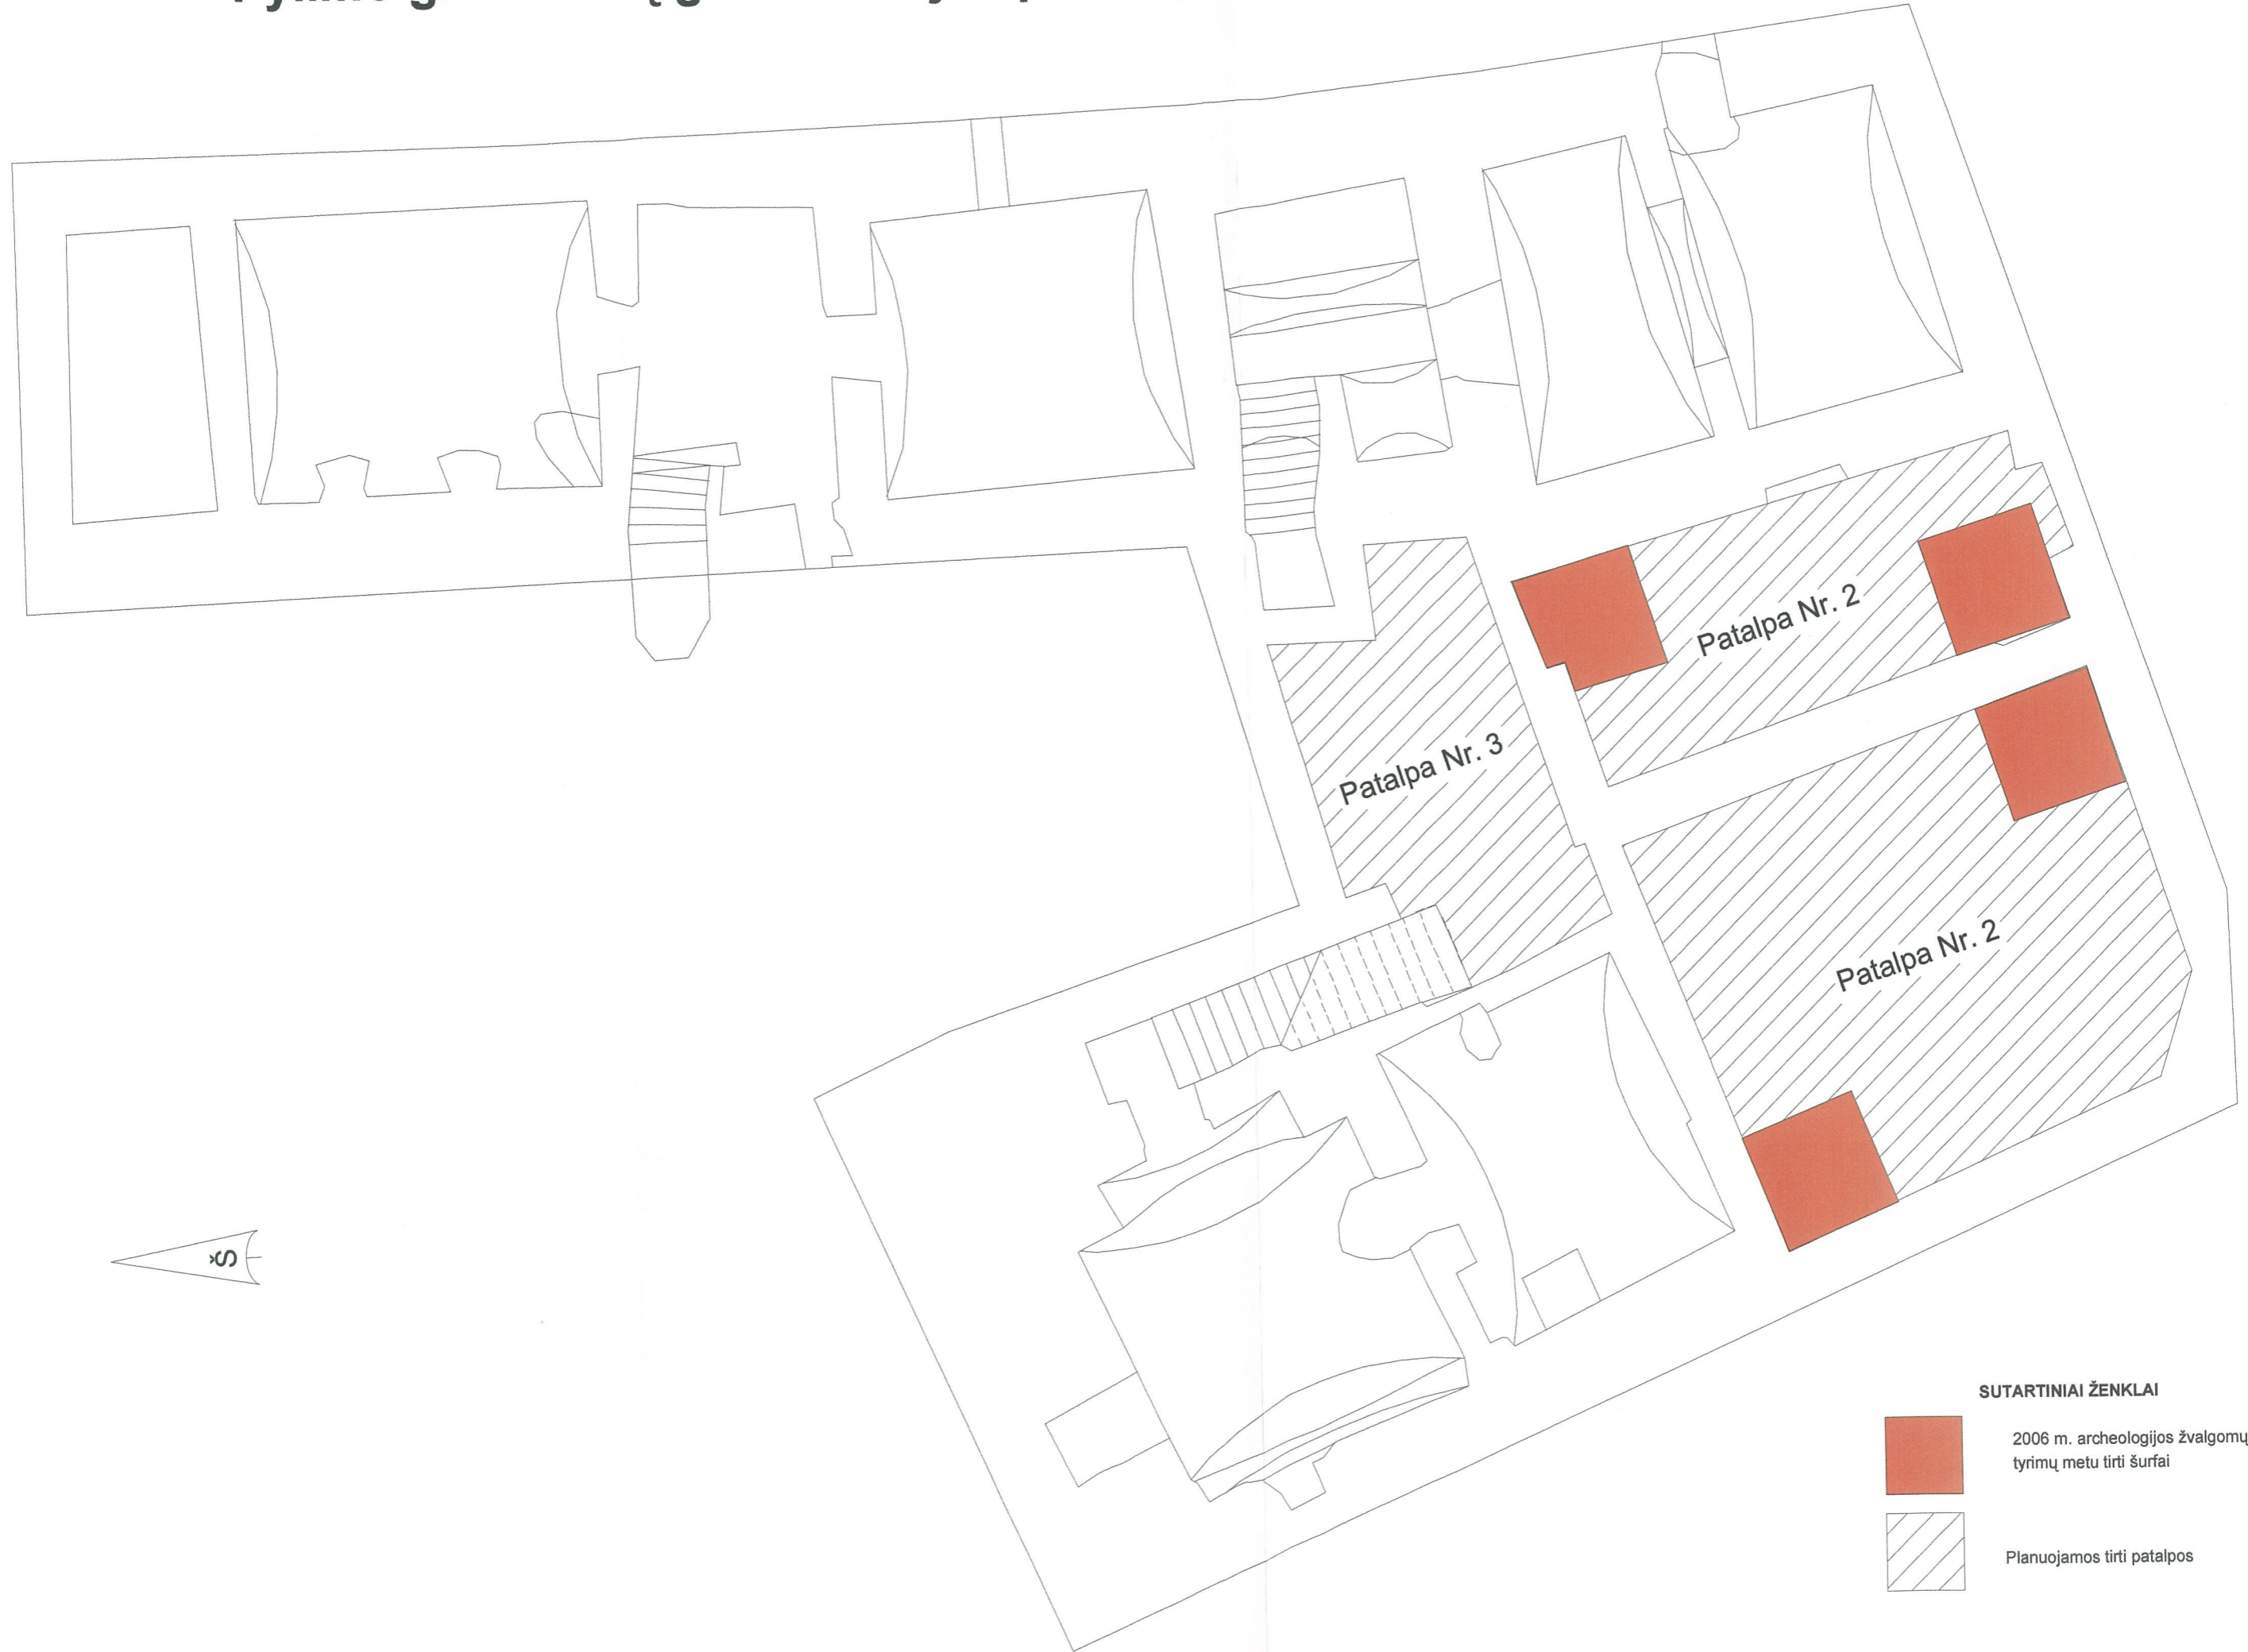 Patalpa Nr. 2
Patalpa Nr. 3
Patalpa Nr. 2
Š
SUTARTINIAI ŽENKLAI
2006 m. archeologijos žvalgomų
tyrimų metu tirti šurfai
Planuojamos tirti patalpos